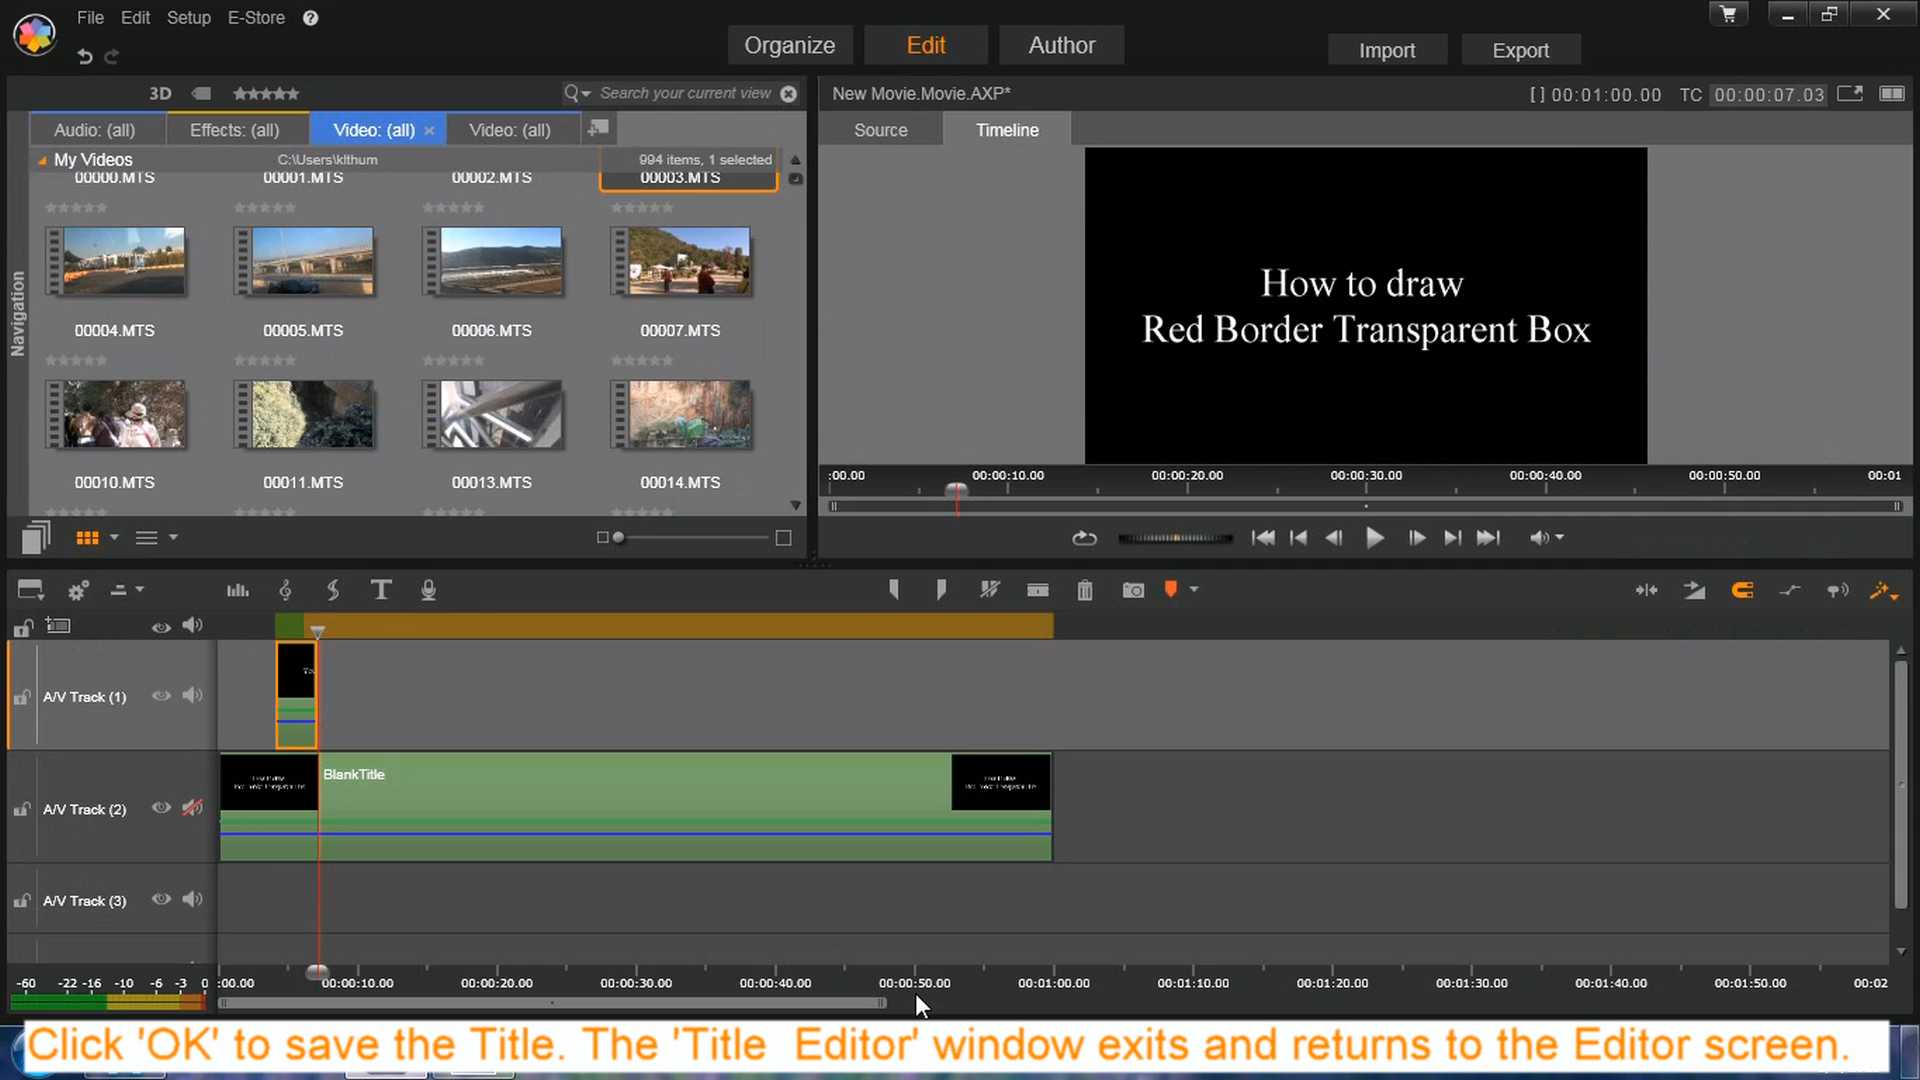 File Edit Setup E-Store ?
Organize Edit Author Import Export
3D Search your current view
New Movie.Movie.AXP* [ ] 00:01:00.00 TC 00:00:07.03
Audio: (all) Effects: (all) Video: (all) Video: (all)
Source Timeline
My Videos C:\Users\klthum 994 items, 1 selected
00000.MTS 00001.MTS 00002.MTS 00003.MTS
Navigation
How to draw
Red Border Transparent Box
00004.MTS 00005.MTS 00006.MTS 00007.MTS
00010.MTS 00011.MTS 00013.MTS 00014.MTS
:00.00 00:00:10.00 00:00:20.00 00:00:30.00 00:00:40.00 00:00:50.00 00:01
A/V Track (1)
BlankTitle
A/V Track (2)
A/V Track (3)
-60 -22 -16 -10 -6 -3 0 :00.00 00:00:10.00 00:00:20.00 00:00:30.00 00:00:40.00 00:00:50.00 00:01:00.00 00:01:10.00 00:01:20.00 00:01:30.00 00:01:40.00 00:01:50.00 00:02
Click 'OK' to save the Title. The 'Title Editor' window exits and returns to the Editor screen.